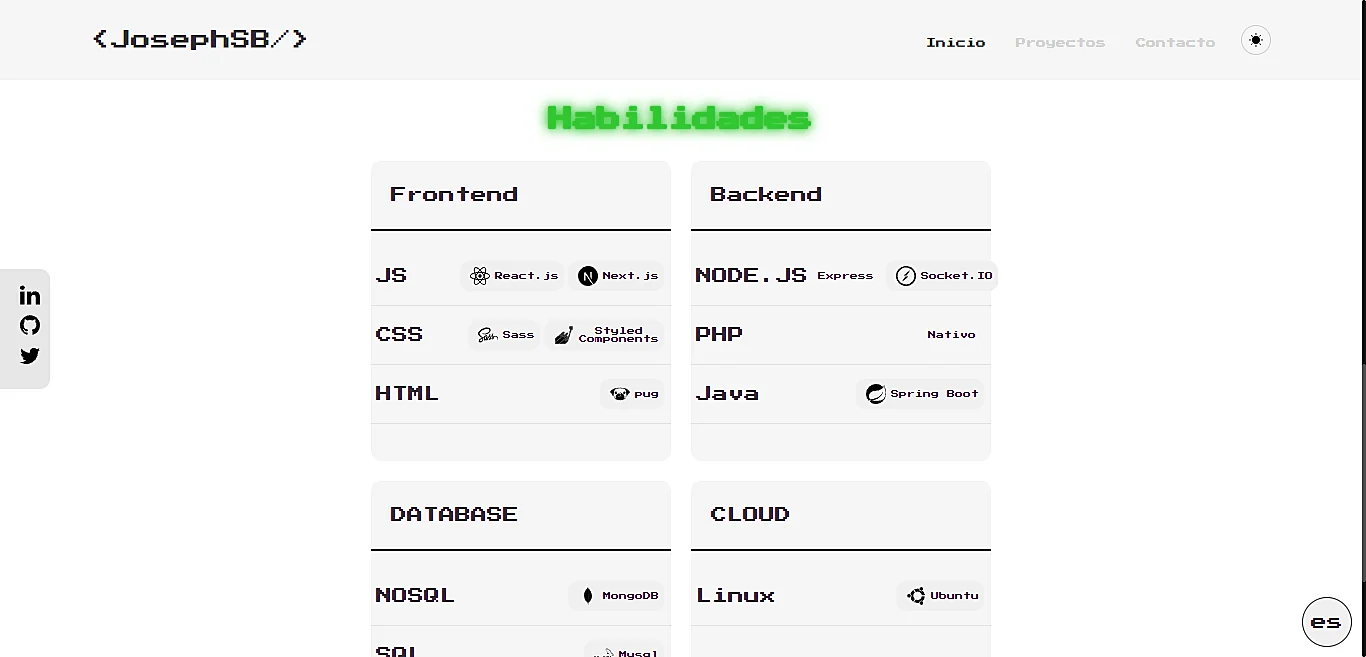 <JosephSB/>
Inicio Proyectos Contacto
Habilidades
Frontend
JS React.js Next.js
CSS Sass Styled Components
HTML pug
Backend
NODE.JS Express Socket.IO
PHP Nativo
Java Spring Boot
DATABASE
NOSQL MongoDB
SQL Mysql
CLOUD
Linux Ubuntu
in
es